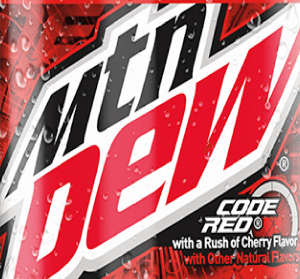 Mtn
DEW
CODE
RED®
with a Rush of Cherry Flavor
with Other Natural Flavors